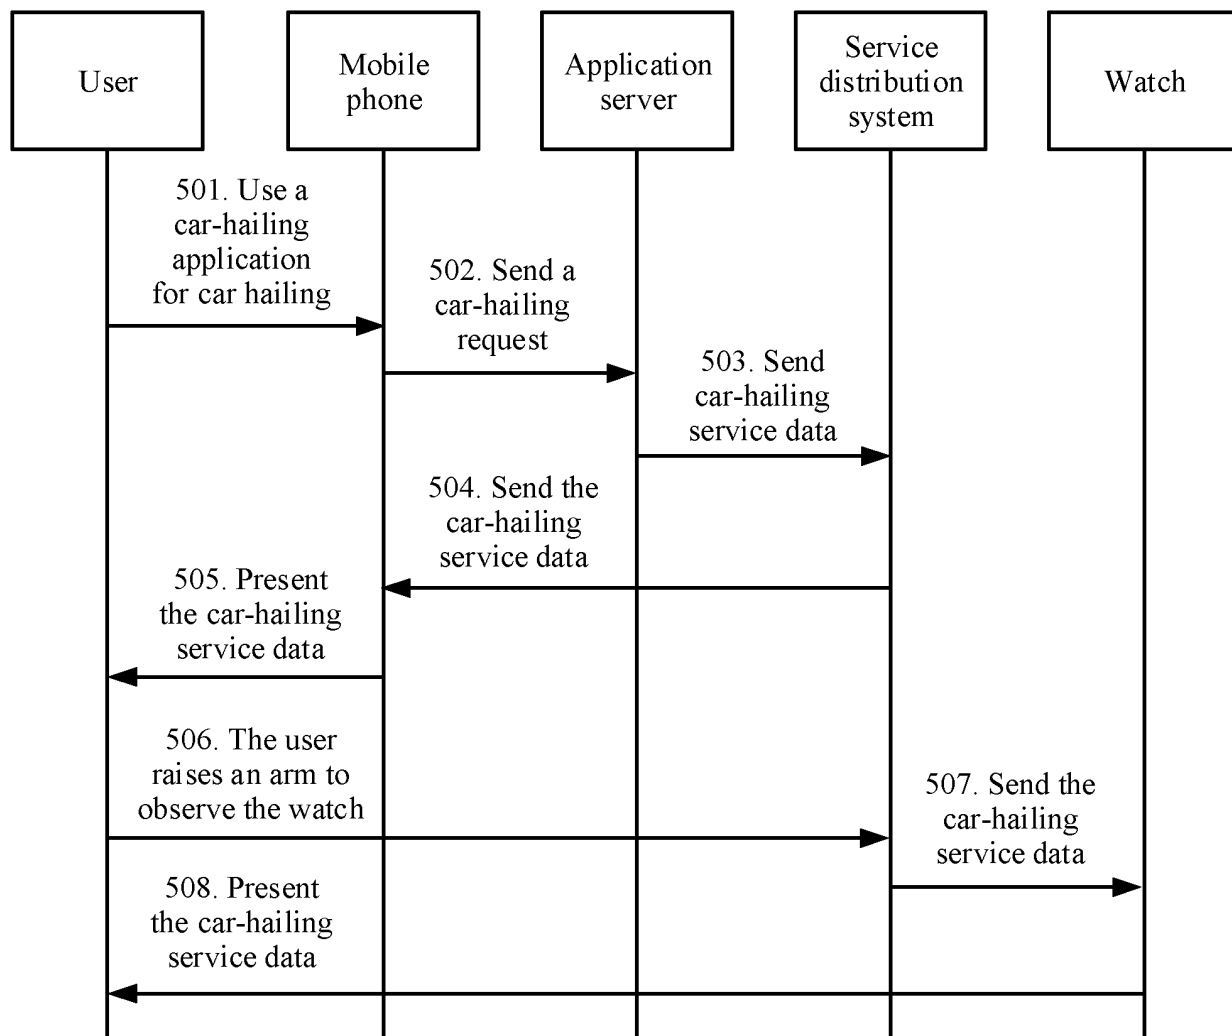 User
Mobile
phone
Application
server
Service
distribution
system
Watch
501. Use a
car-hailing
application
for car hailing
502. Send a
car-hailing
request
503. Send
car-hailing
service data
504. Send the
car-hailing
service data
505. Present
the car-hailing
service data
506. The user
raises an arm to
observe the watch
507. Send the
car-hailing
service data
508. Present
the car-hailing
service data